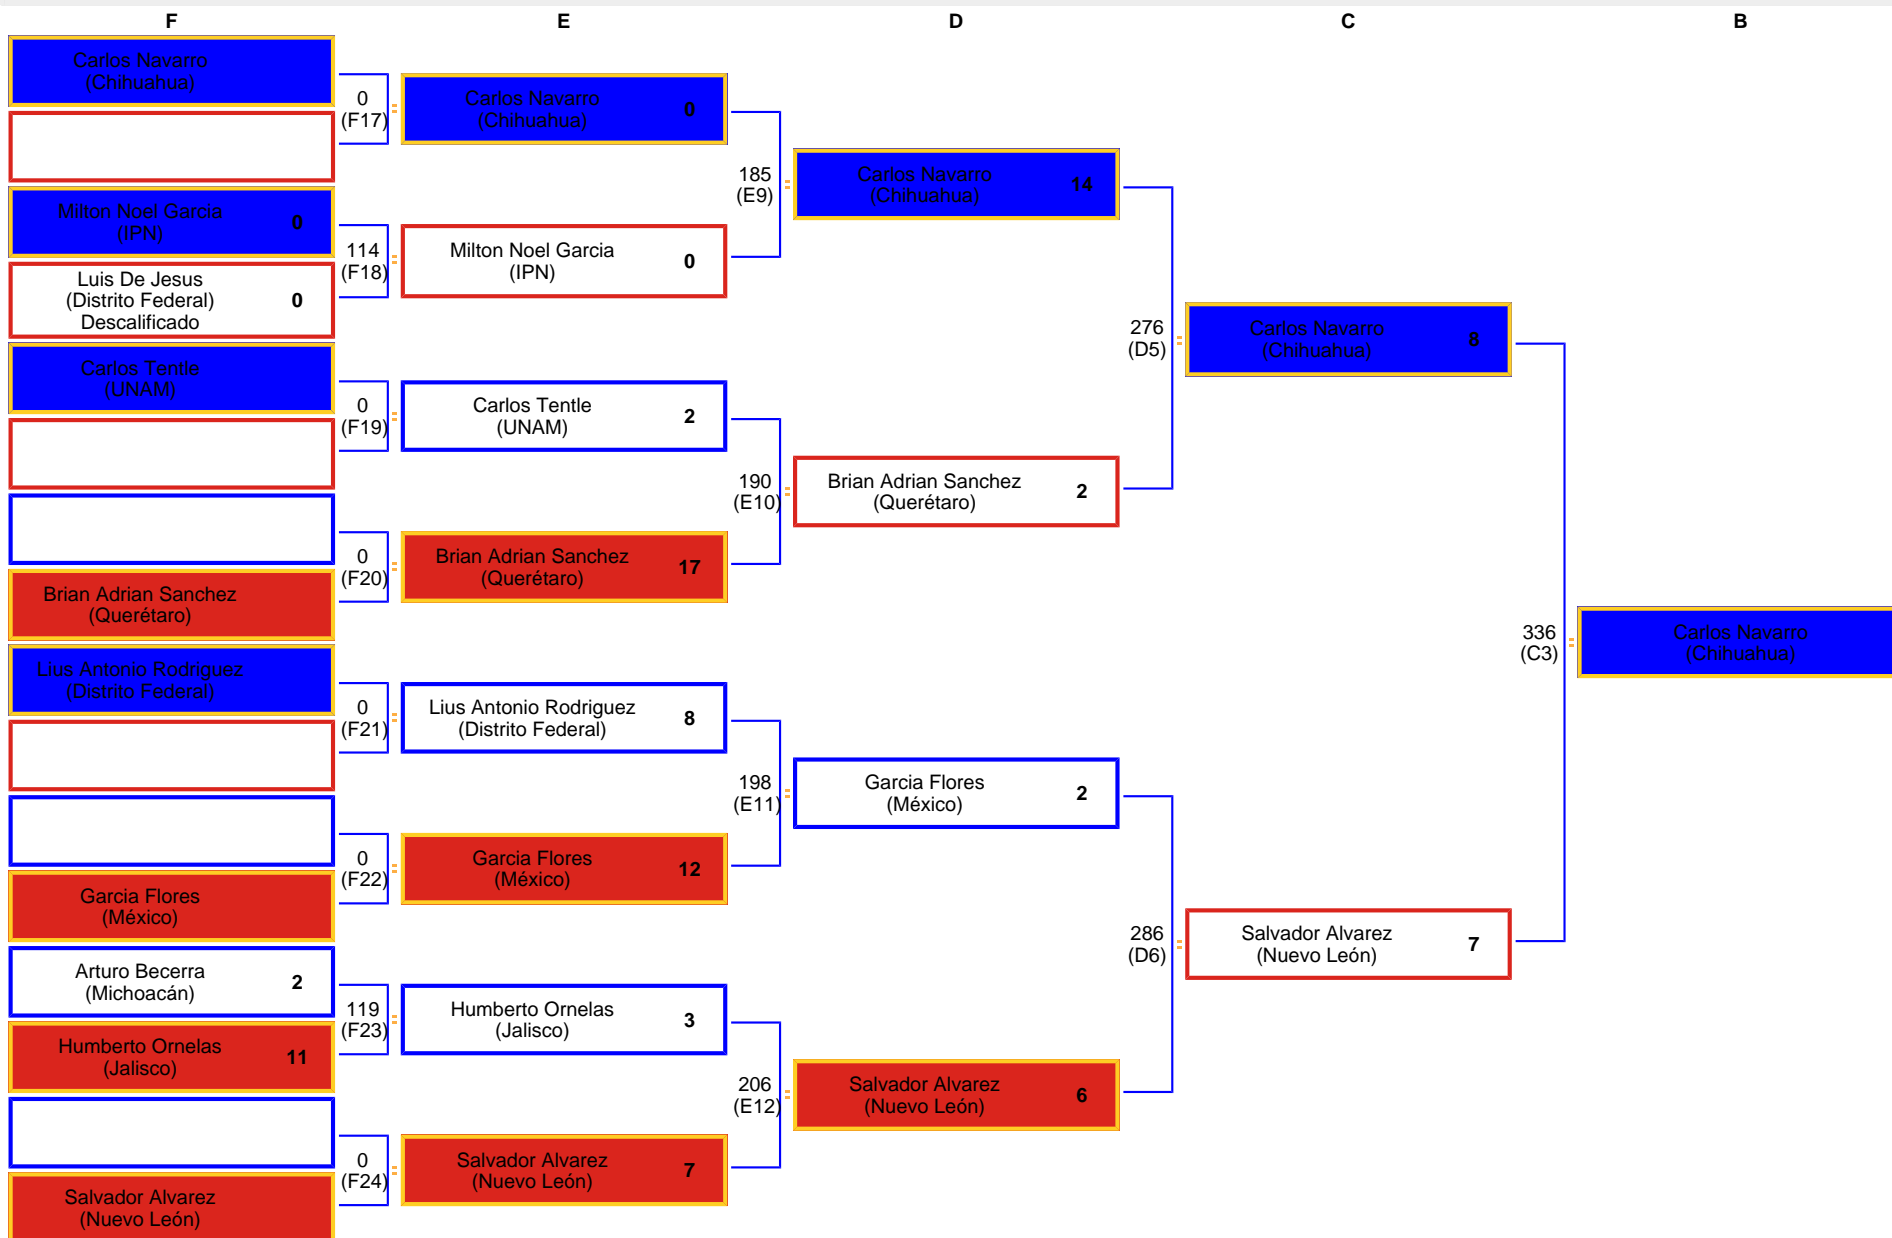 F
E
D
C
B
Carlos Navarro
(Chihuahua)
0
(F17)
Milton Noel Garcia
(IPN)
0
114
(F18)
Luis De Jesus
(Distrito Federal)
Descalificado
0
Carlos Tentle
(UNAM)
0
(F19)
0
(F20)
Brian Adrian Sanchez
(Querétaro)
Lius Antonio Rodriguez
(Distrito Federal)
0
(F21)
0
(F22)
Garcia Flores
(México)
Arturo Becerra
(Michoacán)
2
119
(F23)
Humberto Ornelas
(Jalisco)
11
0
(F24)
Salvador Alvarez
(Nuevo León)
Carlos Navarro
(Chihuahua)
0
185
(E9)
Milton Noel Garcia
(IPN)
0
Carlos Tentle
(UNAM)
2
190
(E10)
Brian Adrian Sanchez
(Querétaro)
17
Lius Antonio Rodriguez
(Distrito Federal)
8
198
(E11)
Garcia Flores
(México)
12
Humberto Ornelas
(Jalisco)
3
206
(E12)
Salvador Alvarez
(Nuevo León)
7
Carlos Navarro
(Chihuahua)
14
276
(D5)
Brian Adrian Sanchez
(Querétaro)
2
Garcia Flores
(México)
2
286
(D6)
Salvador Alvarez
(Nuevo León)
6
Carlos Navarro
(Chihuahua)
8
336
(C3)
Salvador Alvarez
(Nuevo León)
7
Carlos Navarro
(Chihuahua)